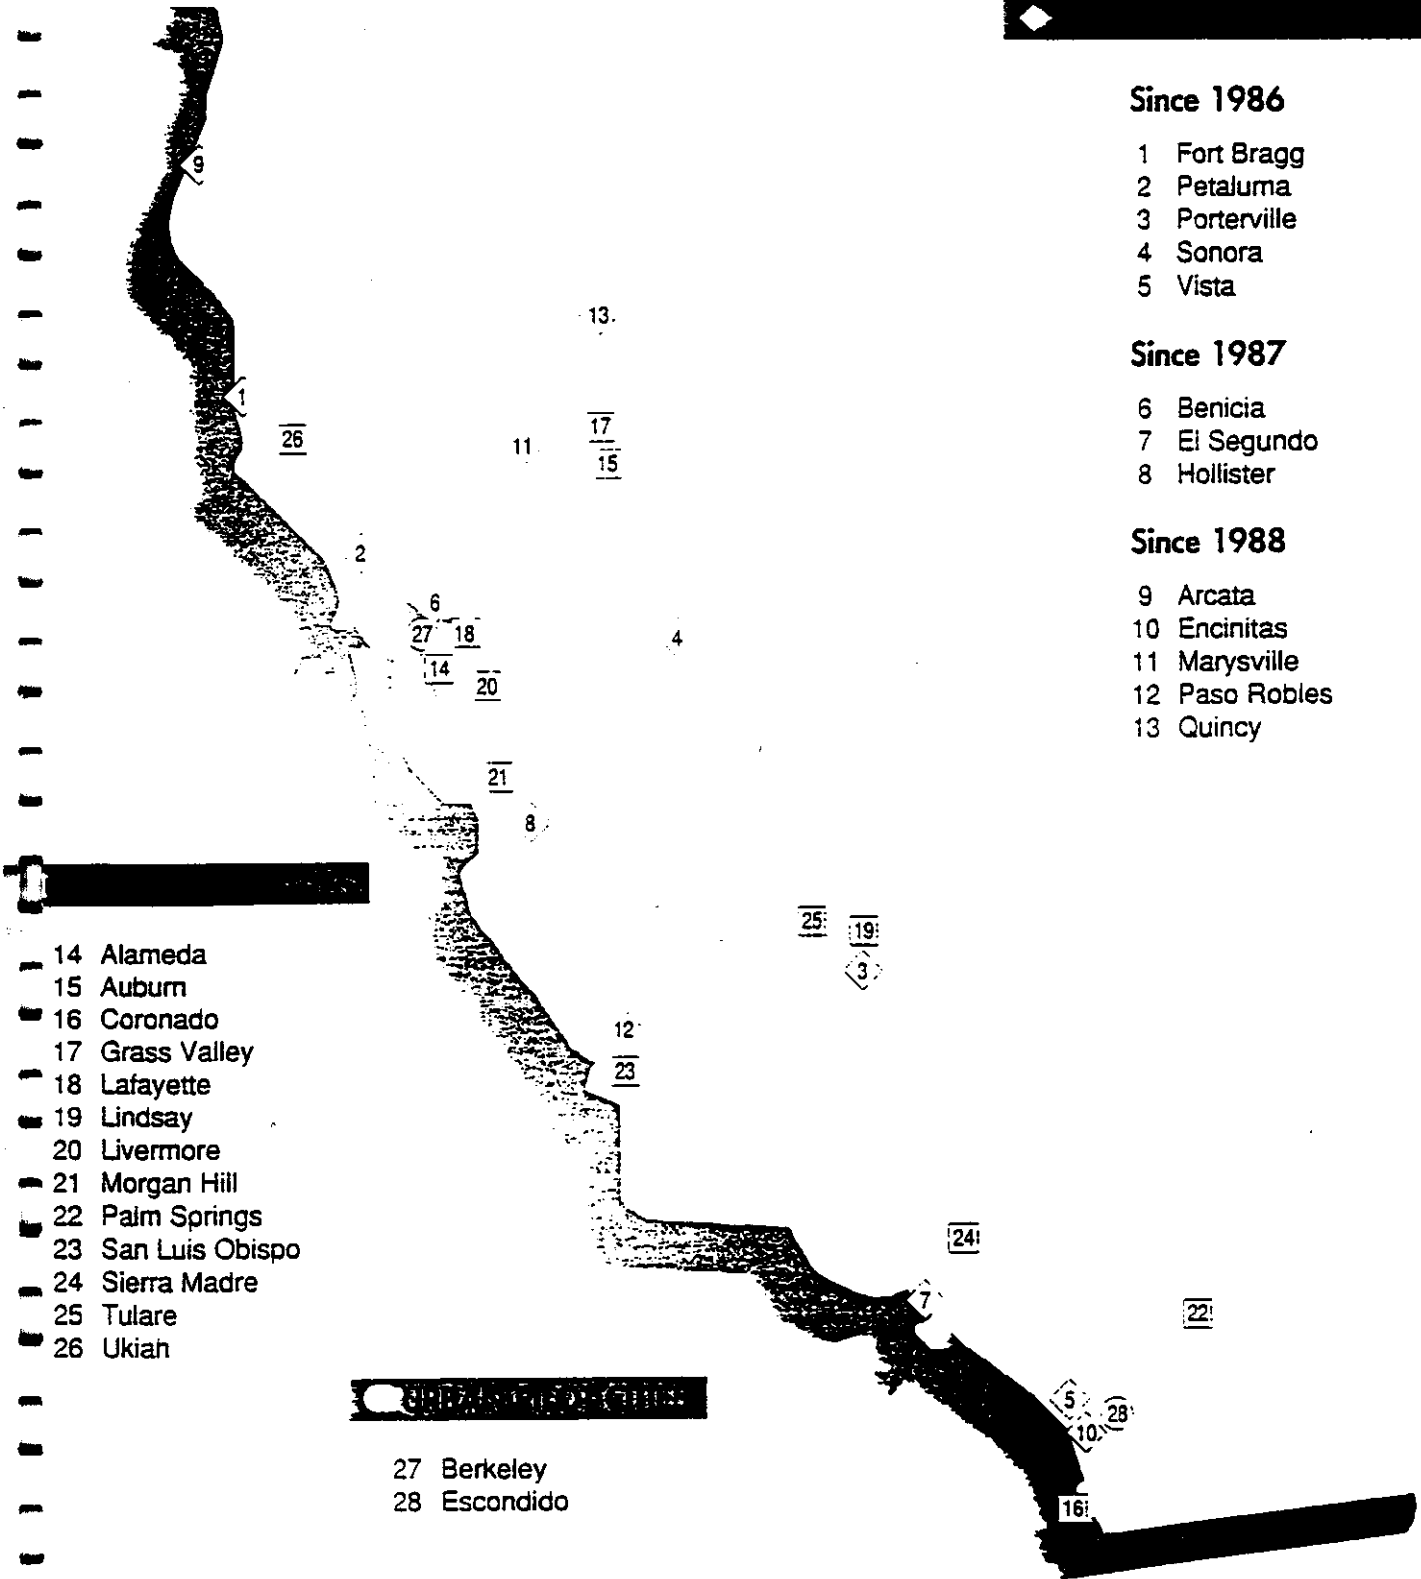 Since 1986
1 Fort Bragg
2 Petaluma
3 Porterville
4 Sonora
5 Vista
Since 1987
6 Benicia
7 El Segundo
8 Hollister
Since 1988
9 Arcata
10 Encinitas
11 Marysville
12 Paso Robles
13 Quincy
9
13
1
26
17
11
15
2
6
27 18
4
14
20
21
8
25
19
3
12
23
24
7
22
5
28
10
16
14 Alameda
15 Auburn
16 Coronado
17 Grass Valley
18 Lafayette
19 Lindsay
20 Livermore
21 Morgan Hill
22 Palm Springs
23 San Luis Obispo
24 Sierra Madre
25 Tulare
26 Ukiah
27 Berkeley
28 Escondido